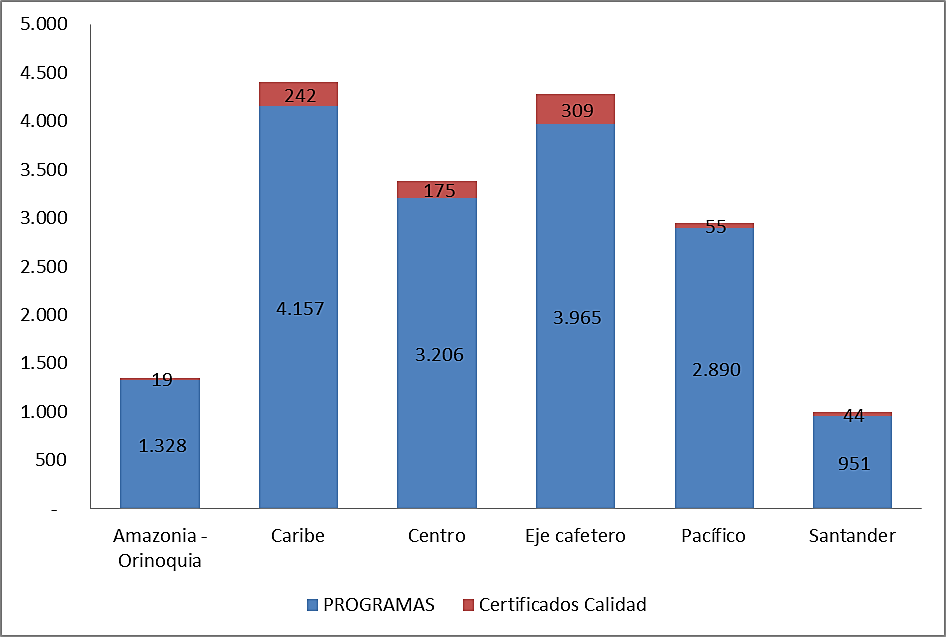 5.000
4.500
4.000
3.500
3.000
2.500
2.000
1.500
1.000
500
-
242
309
175
55
4.157
3.965
3.206
2.890
19
44
1.328
951
Amazonia - Orinoquia
Caribe
Centro
Eje cafetero
Pacífico
Santander
PROGRAMAS
Certificados Calidad